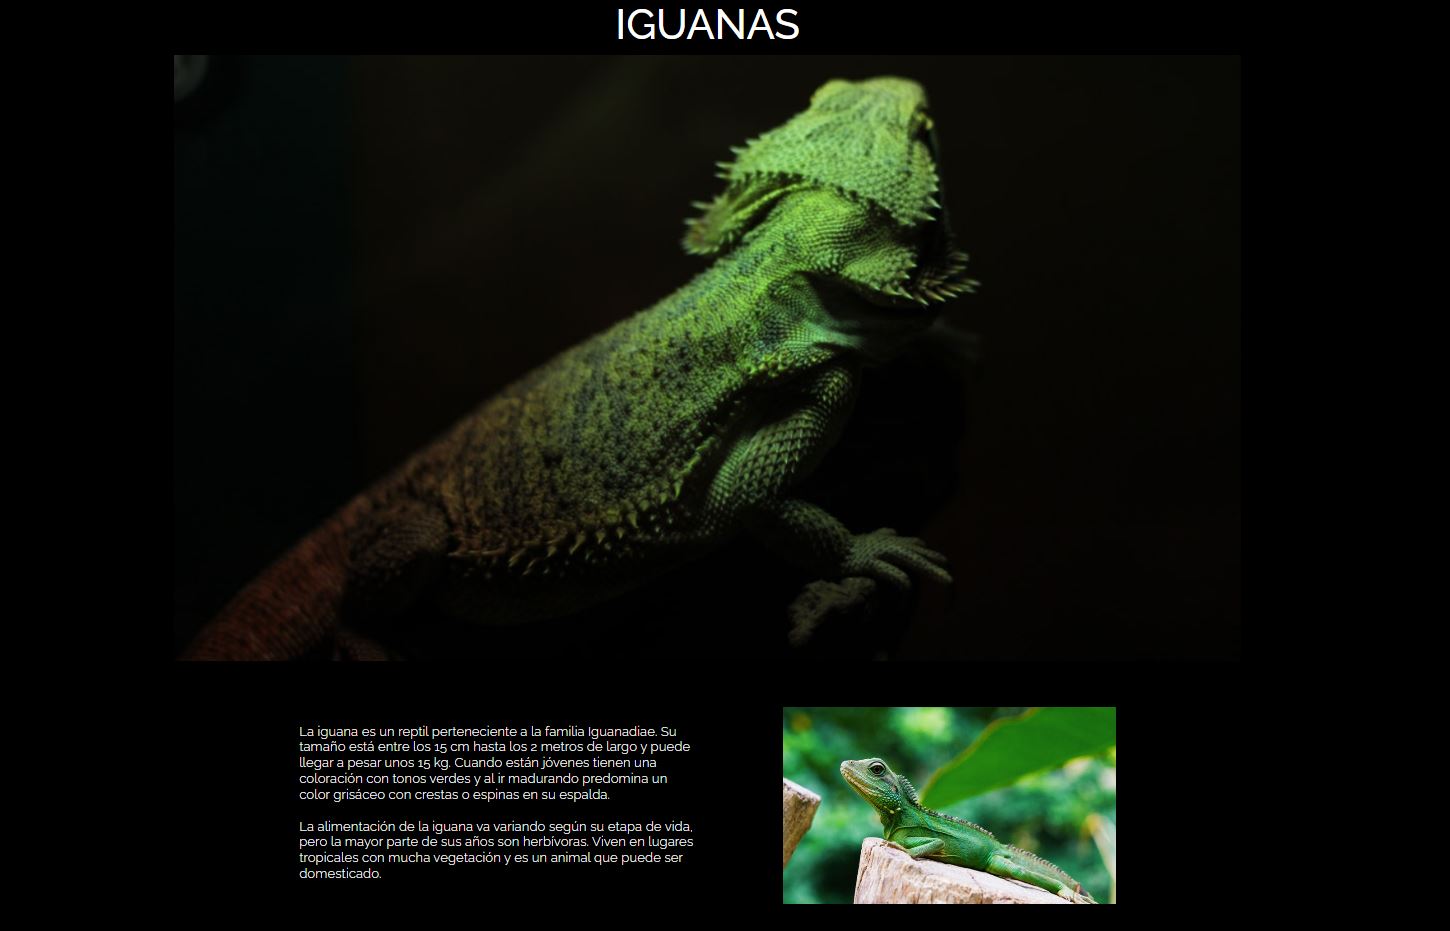 IGUANAS
La iguana es un reptil perteneciente a la familia Iguanadiae. Su
tamaño está entre los 15 cm hasta los 2 metros de largo y puede
llegar a pesar unos 15 kg. Cuando están jóvenes tienen una
coloración con tonos verdes y al ir madurando predomina un
color grisáceo con crestas o espinas en su espalda.
La alimentación de la iguana va variando según su etapa de vida,
pero la mayor parte de sus años son herbívoras. Viven en lugares
tropicales con mucha vegetación y es un animal que puede ser
domesticado.